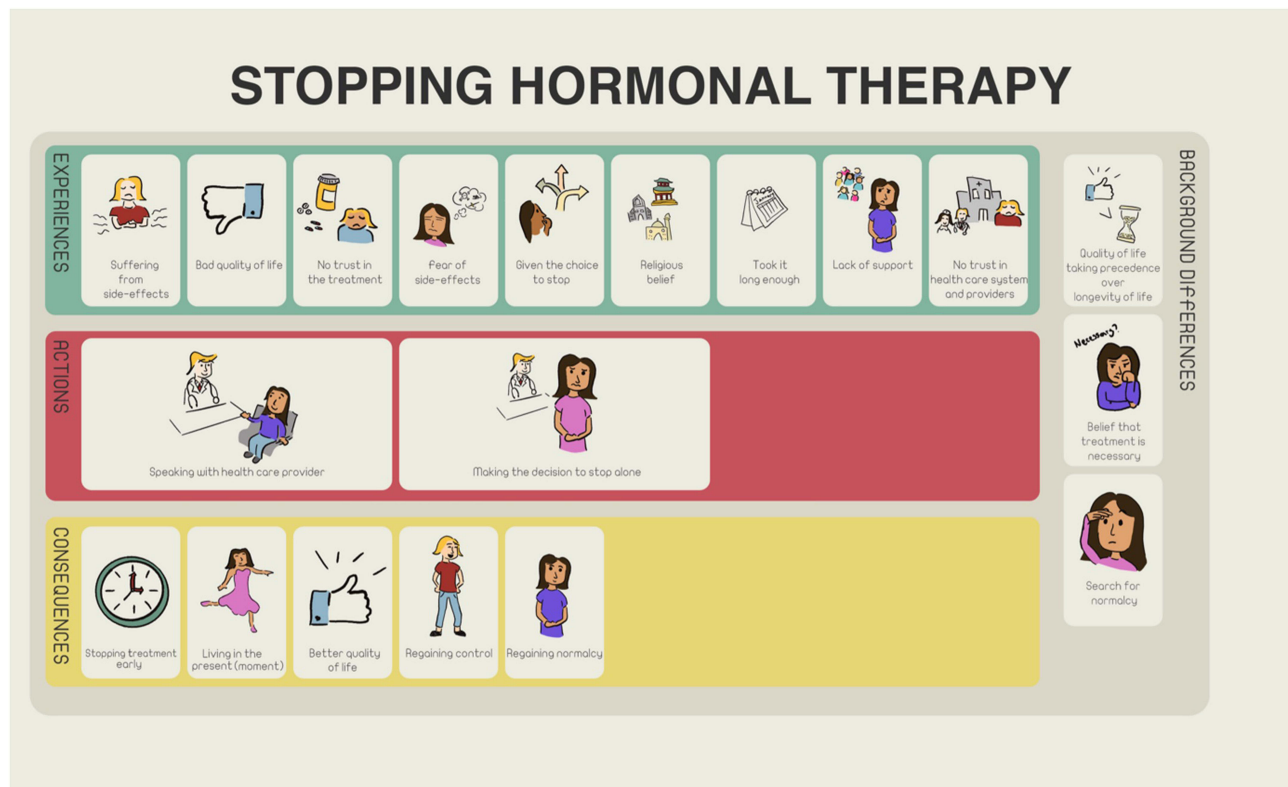 STOPPING HORMONAL THERAPY
EXPERIENCES
Suffering
from
side-effects
Bad quality of life
No trust in
the treatment
Fear of
side-effects
Given the choice
to stop
Religious
belief
Took it
long enough
Lack of support
No trust in
health care system
and providers
ACTIONS
Speaking with health care provider
Making the decision to stop alone
CONSEQUENCES
Stopping treatment
early
Living in the
present (moment)
Better quality
of life
Regaining control
Regaining normalcy
BACKGROUND DIFFERENCES
Quality of life
taking precedence
over
longevity of life
Necessary?
Belief that
treatment is
necessary
Search for
normalcy